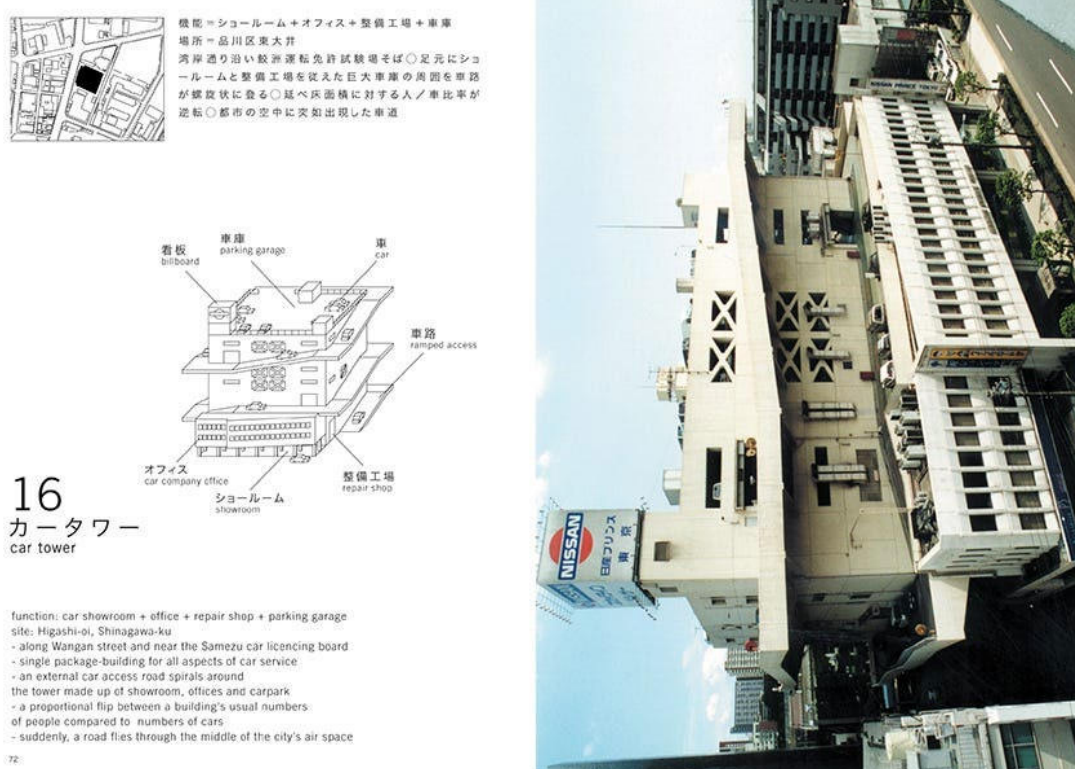 機能＝ショールーム＋オフィス＋整備工場＋車庫
場所＝品川区東大井
湾岸通り沿い鮫洲運転免許試験場そば○足元にショ
ールームと整備工場を従えた巨大車庫の周囲を車路
が螺旋状に登る○延べ床面積に対する人／車比率が
逆転○都市の空中に突如出現した車道
看板
billboard
車庫
parking garage
車
car
車路
ramped access
オフィス
car company office
ショールーム
showroom
整備工場
repair shop
16
カータワー
car tower
function: car showroom + office + repair shop + parking garage
site: Higashi-oi, Shinagawa-ku
- along Wangan street and near the Samezu car licencing board
- single package-building for all aspects of car service
- an external car access road spirals around
the tower made up of showroom, offices and carpark
- a proportional flip between a building's usual numbers
of people compared to numbers of cars
- suddenly, a road flies through the middle of the city's air space
72
NISSAN
日産プリンス
東京
NISSAN PRINCE TOKYO